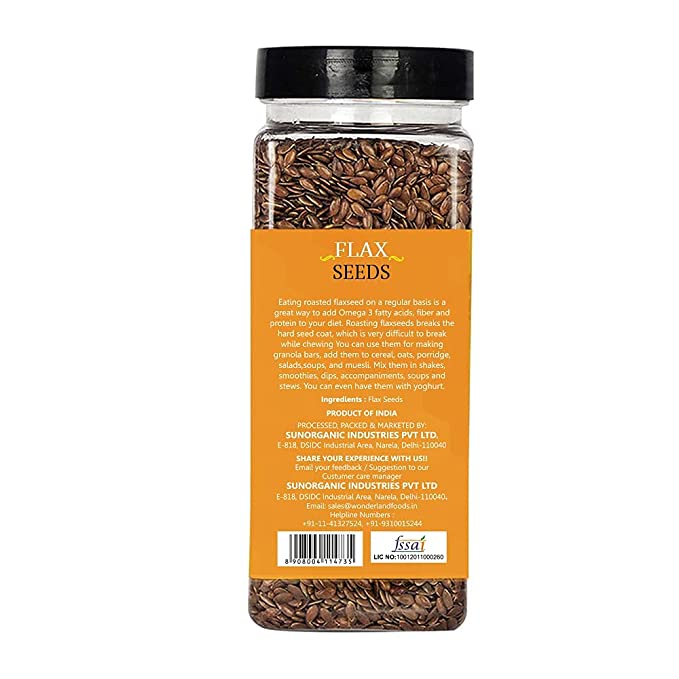 FLAX
SEEDS
Eating roasted flaxseed on a regular basis is a
great way to add Omega 3 fatty acids, fiber and
protein to your diet. Roasting flaxseeds breaks the
hard seed coat, which is very difficult to break
while chewing You can use them for making
granola bars, add them to cereal, oats, porridge,
salads,soups, and muesli. Mix them in shakes,
smoothies, dips, accompaniments, soups and
stews. You can even have them with yoghurt.
Ingredients : Flax Seeds
PRODUCT OF INDIA
PROCESSED, PACKED & MARKETED BY:
SUNORGANIC INDUSTRIES PVT LTD.
E-818, DSIDC Industrial Area, Narela, Delhi-110040
SHARE YOUR EXPERIENCE WITH US!!
Email your feedback / Suggestion to our
Custumer care manager
SUNORGANIC INDUSTRIES PVT LTD
E-818, DSIDC Industrial Area, Narela, Delhi-110040.
Email: sales@wonderlandfoods.in
Helpline Numbers :
+91-11-41327524, +91-9310015244
8 908004 114735
fssai
LIC NO:10012011000260